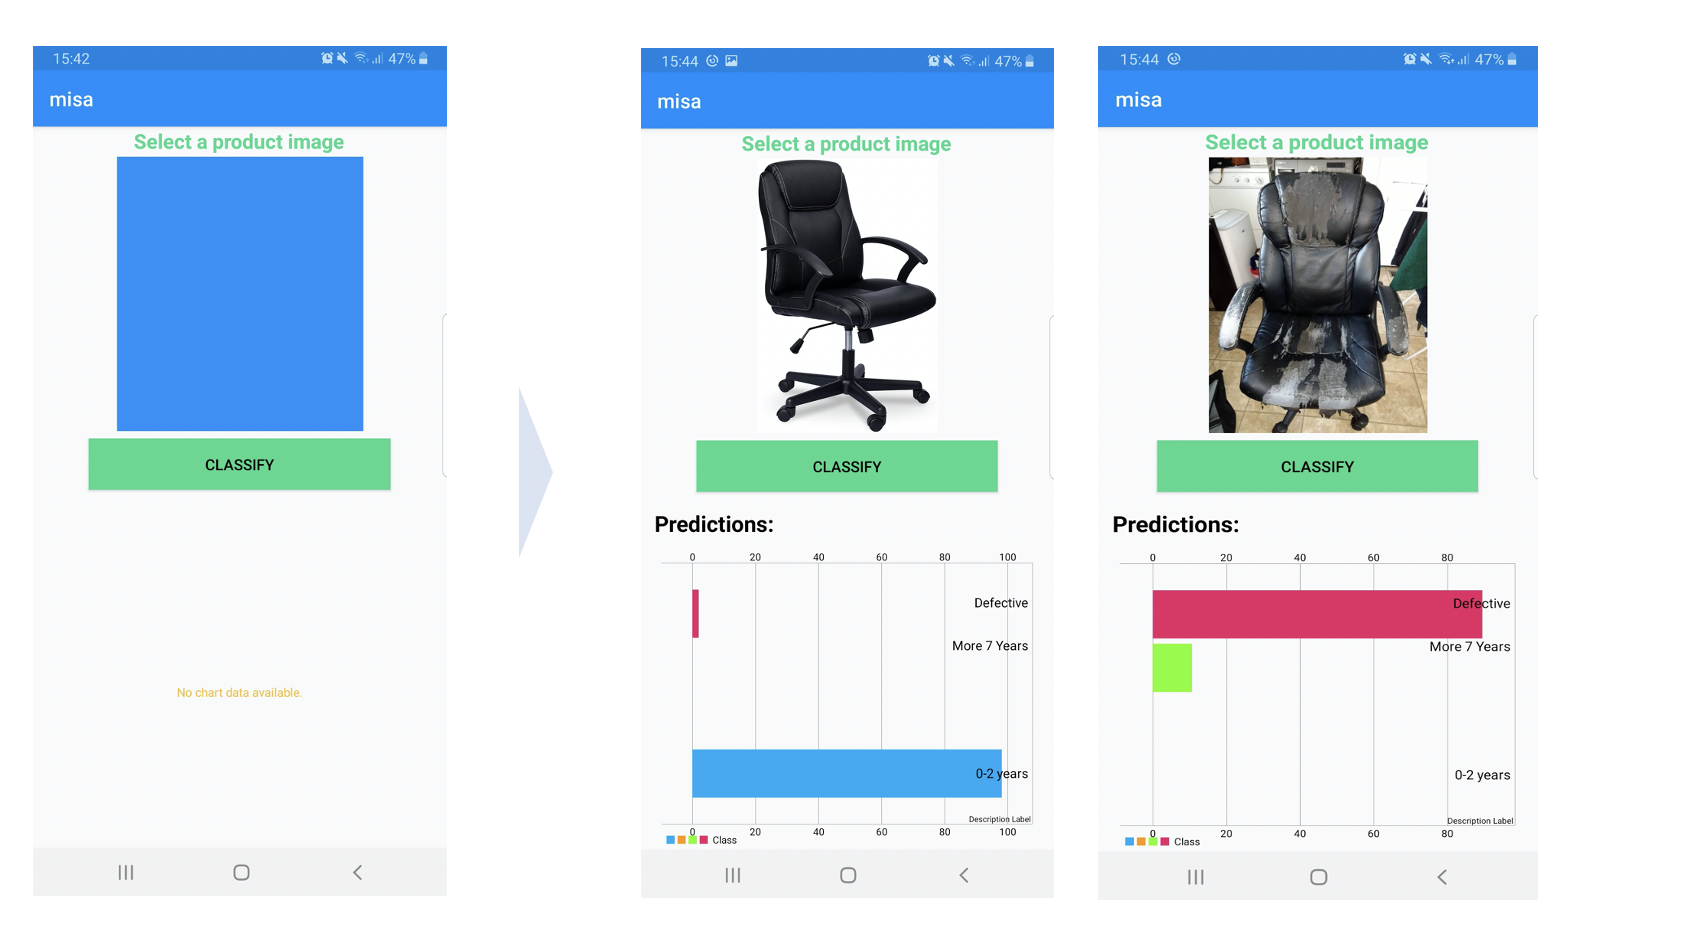 15:42
47%
misa
Select a product image
CLASSIFY
No chart data available.
15:44
47%
misa
Select a product image
CLASSIFY
Predictions:
0 20 40 60 80 100
Defective
More 7 Years
0-2 years
Description Label
0 20 40 60 80 100
Class
15:44
47%
misa
Select a product image
CLASSIFY
Predictions:
0 20 40 60 80
Defective
More 7 Years
0-2 years
Description Label
0 20 40 60 80
Class